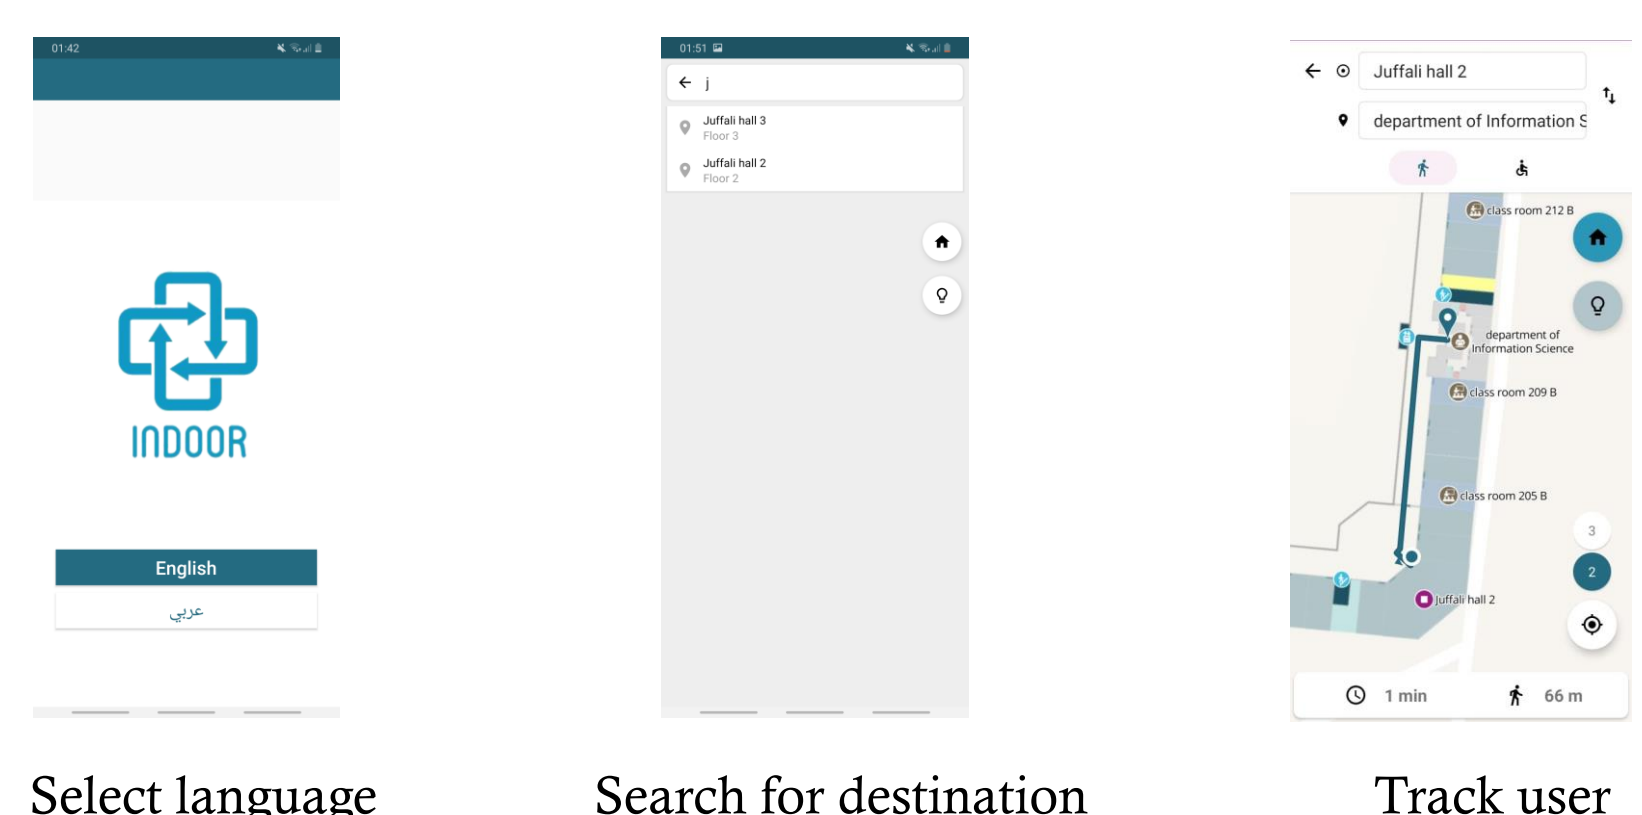 01:42
INDOOR
English
عربي
Select language
01:51
j
Juffali hall 3
Floor 3
Juffali hall 2
Floor 2
Search for destination
Juffali hall 2
department of Information S
class room 212 B
department of
Information Science
class room 209 B
class room 205 B
3
2
Juffali hall 2
1 min
66 m
Track user